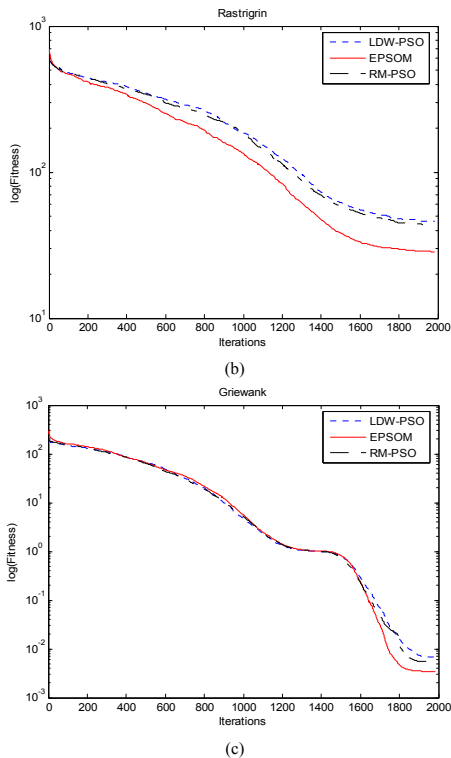 Rastrigrin
10^3
10^2
10^1
log(Fitness)
LDW-PSO
EPSOM
RM-PSO
0 200 400 600 800 1000 1200 1400 1600 1800 2000
Iterations
(b)
Griewank
10^3
10^2
10^1
10^0
10^-1
10^-2
10^-3
log(Fitness)
LDW-PSO
EPSOM
RM-PSO
0 200 400 600 800 1000 1200 1400 1600 1800 2000
Iterations
(c)